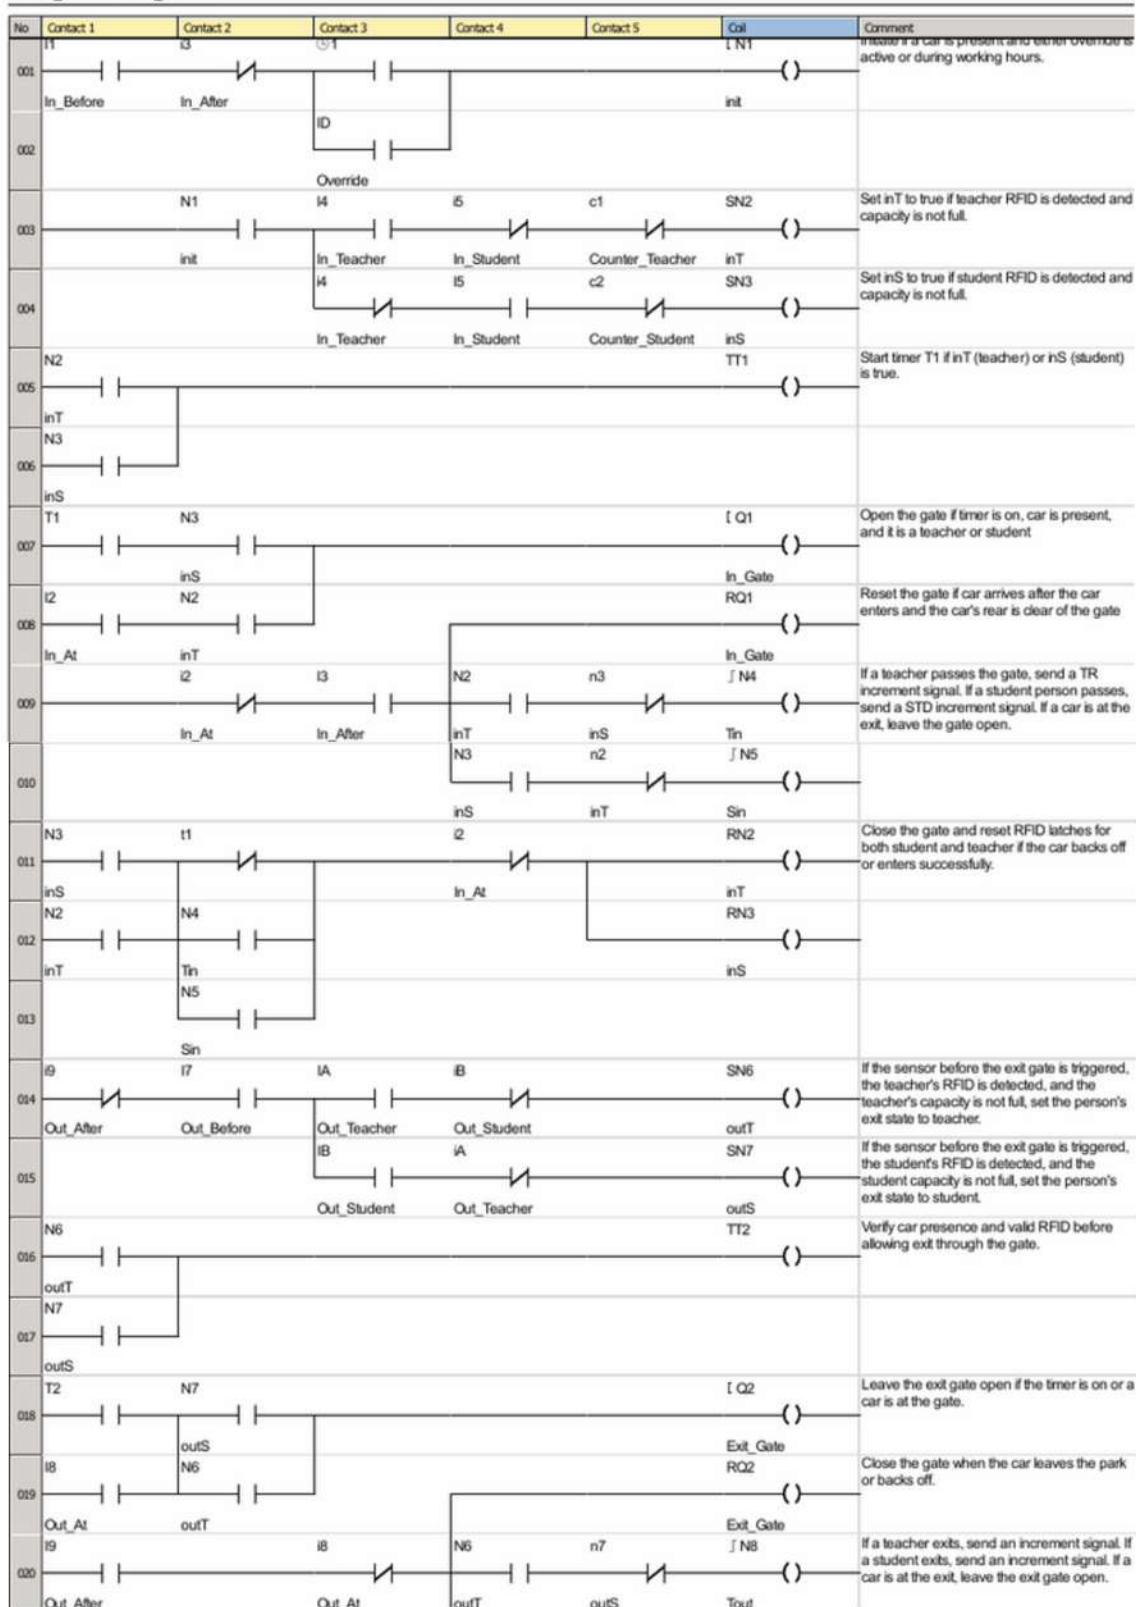 No Contact 1 Contact 2 Contact 3 Contact 4 Contact 5 Coil Comment
I1 i3 1 [ N1
active or during working hours.
001
In_Before In_After init
ID
002
Override
N1 I4 i5 c1 SN2 Set inT to true if teacher RFID is detected and
capacity is not full.
003
init In_Teacher In_Student Counter_Teacher inT
i4 I5 c2 SN3 Set inS to true if student RFID is detected and
capacity is not full.
004
In_Teacher In_Student Counter_Student inS
N2 TT1 Start timer T1 if inT (teacher) or inS (student)
is true.
005
inT
N3
006
inS
T1 N3 [ Q1 Open the gate if timer is on, car is present,
and it is a teacher or student
007
inS In_Gate
I2 N2 RQ1 Reset the gate if car arrives after the car
enters and the car's rear is clear of the gate
008
In_At inT In_Gate
i2 I3 N2 n3 ∫ N4 If a teacher passes the gate, send a TR
increment signal. If a student person passes,
009
send a STD increment signal. If a car is at the
exit, leave the gate open.
In_At In_After inT inS Tin
N3 n2 ∫ N5
010
inS inT Sin
N3 t1 i2 RN2 Close the gate and reset RFID latches for
both student and teacher if the car backs off
or enters successfully.
011
inS In_At inT
N2 N4 RN3
012
inT Tin inS
N5
013
Sin
i9 I7 IA iB SN6 If the sensor before the exit gate is triggered,
the teacher's RFID is detected, and the
014
teacher's capacity is not full, set the person's
exit state to teacher.
Out_After Out_Before Out_Teacher Out_Student outT
IB iA SN7 If the sensor before the exit gate is triggered,
the student's RFID is detected, and the
015
student capacity is not full, set the person's
exit state to student.
Out_Student Out_Teacher outS
N6 TT2 Verify car presence and valid RFID before
allowing exit through the gate.
016
outT
N7
017
outS
T2 N7 [ Q2 Leave the exit gate open if the timer is on or a
car is at the gate.
018
outS Exit_Gate
I8 N6 RQ2 Close the gate when the car leaves the park
or backs off.
019
Out_At outT Exit_Gate
I9 i8 N6 n7 ∫ N8 If a teacher exits, send an increment signal. If
a student exits, send an increment signal. If a
020
car is at the exit, leave the exit gate open.
Out_After Out_At outT outS Tout